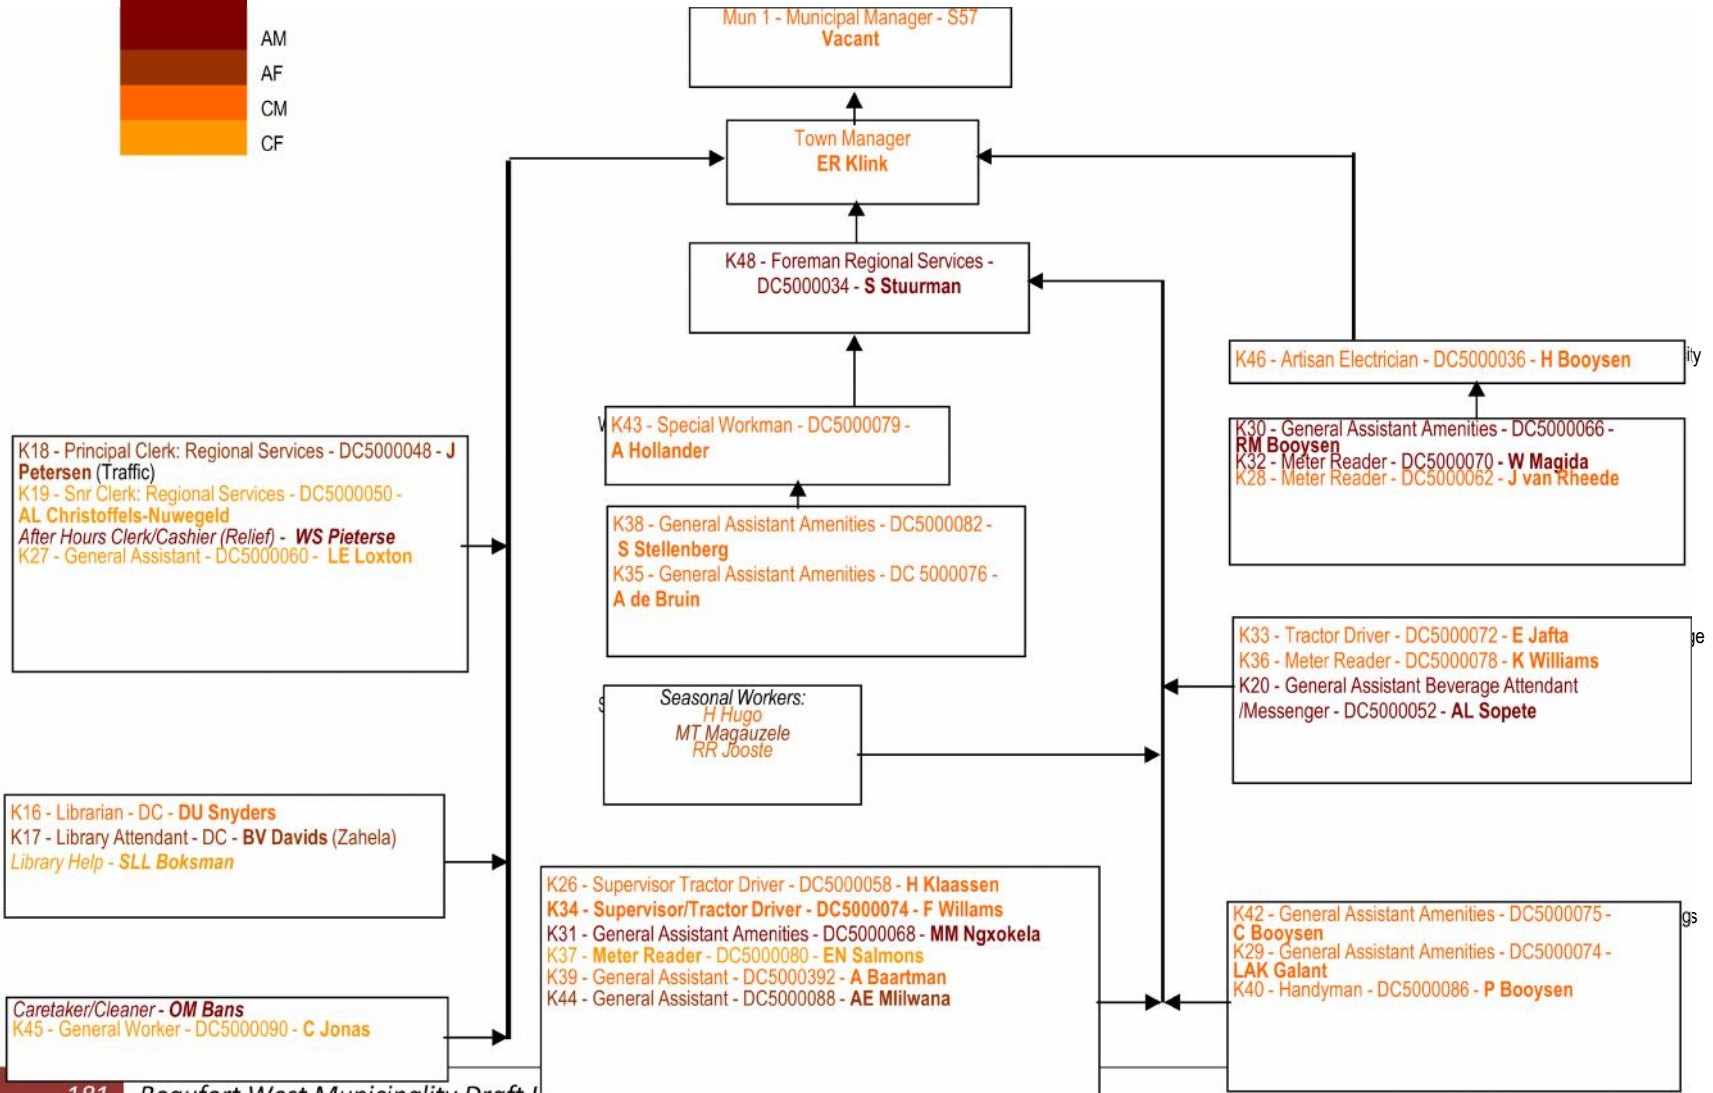 AM
AF
CM
CF
Mun 1 - Municipal Manager - S57
Vacant
Town Manager
ER Klink
K48 - Foreman Regional Services -
DC5000034 - S Stuurman
K46 - Artisan Electrician - DC5000036 - H Booysen
ity
K43 - Special Workman - DC5000079 -
A Hollander
K30 - General Assistant Amenities - DC5000066 -
RM Booysen
K32 - Meter Reader - DC5000070 - W Magida
K28 - Meter Reader - DC5000062 - J van Rheede
K18 - Principal Clerk: Regional Services - DC5000048 - J
Petersen (Traffic)
K19 - Snr Clerk: Regional Services - DC5000050 -
AL Christoffels-Nuwegeld
After Hours Clerk/Cashier (Relief) - WS Pieterse
K27 - General Assistant - DC5000060 - LE Loxton
K38 - General Assistant Amenities - DC5000082 -
S Stellenberg
K35 - General Assistant Amenities - DC 5000076 -
A de Bruin
K33 - Tractor Driver - DC5000072 - E Jafta
K36 - Meter Reader - DC5000078 - K Williams
K20 - General Assistant Beverage Attendant
/Messenger - DC5000052 - AL Sopete
ge
Seasonal Workers:
H Hugo
MT Magauzele
RR Jooste
K16 - Librarian - DC - DU Snyders
K17 - Library Attendant - DC - BV Davids (Zahela)
Library Help - SLL Boksman
K26 - Supervisor Tractor Driver - DC5000058 - H Klaassen
K34 - Supervisor/Tractor Driver - DC5000074 - F Willams
K31 - General Assistant Amenities - DC5000068 - MM Ngxokela
K37 - Meter Reader - DC5000080 - EN Salmons
K39 - General Assistant - DC5000392 - A Baartman
K44 - General Assistant - DC5000088 - AE Mlilwana
K42 - General Assistant Amenities - DC5000075 -
C Booysen
K29 - General Assistant Amenities - DC5000074 -
LAK Galant
K40 - Handyman - DC5000086 - P Booysen
gs
Caretaker/Cleaner - OM Bans
K45 - General Worker - DC5000090 - C Jonas
181 Beaufort West Municipality Draft